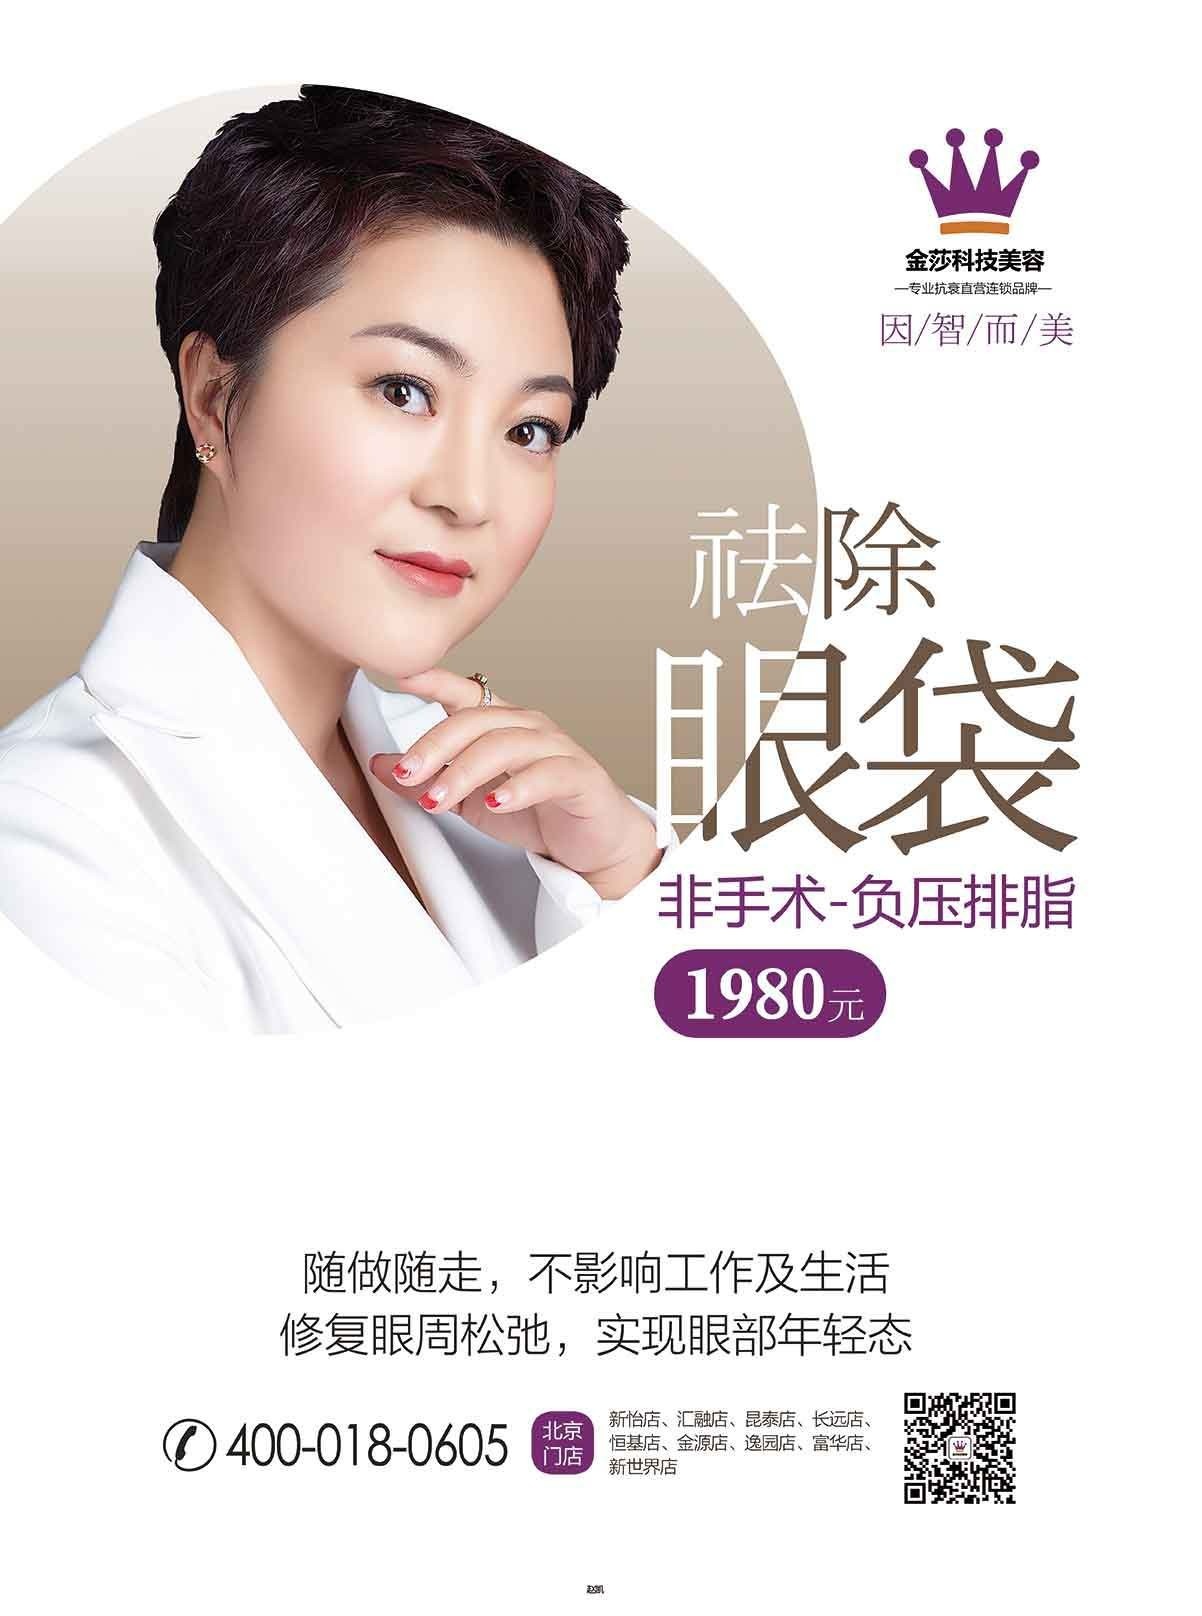 金莎科技美容
—专业抗衰直营连锁品牌—
因/智/而/美
祛除
眼袋
非手术-负压排脂
1980元
随做随走，不影响工作及生活
修复眼周松弛，实现眼部年轻态
400-018-0605
北京
门店
新怡店、汇融店、昆泰店、长远店、
恒基店、金源店、逸园店、富华店、
新世界店
赵凯